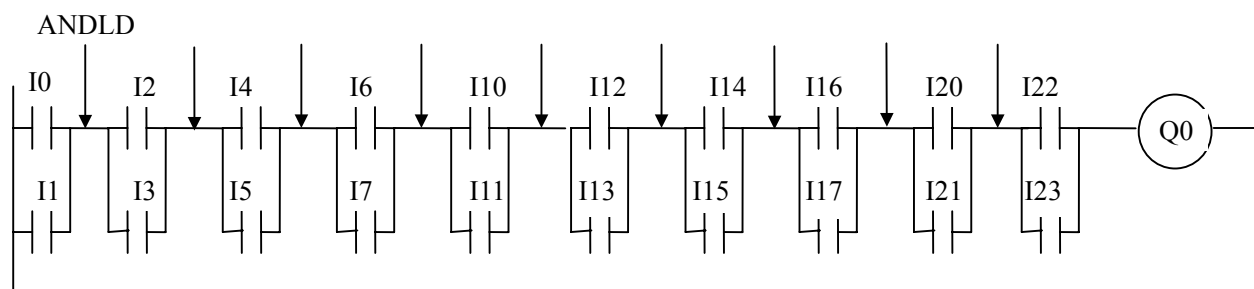 ANDLD
I0 I2 I4 I6 I10 I12 I14 I16 I20 I22
Q0
I1 I3 I5 I7 I11 I13 I15 I17 I21 I23